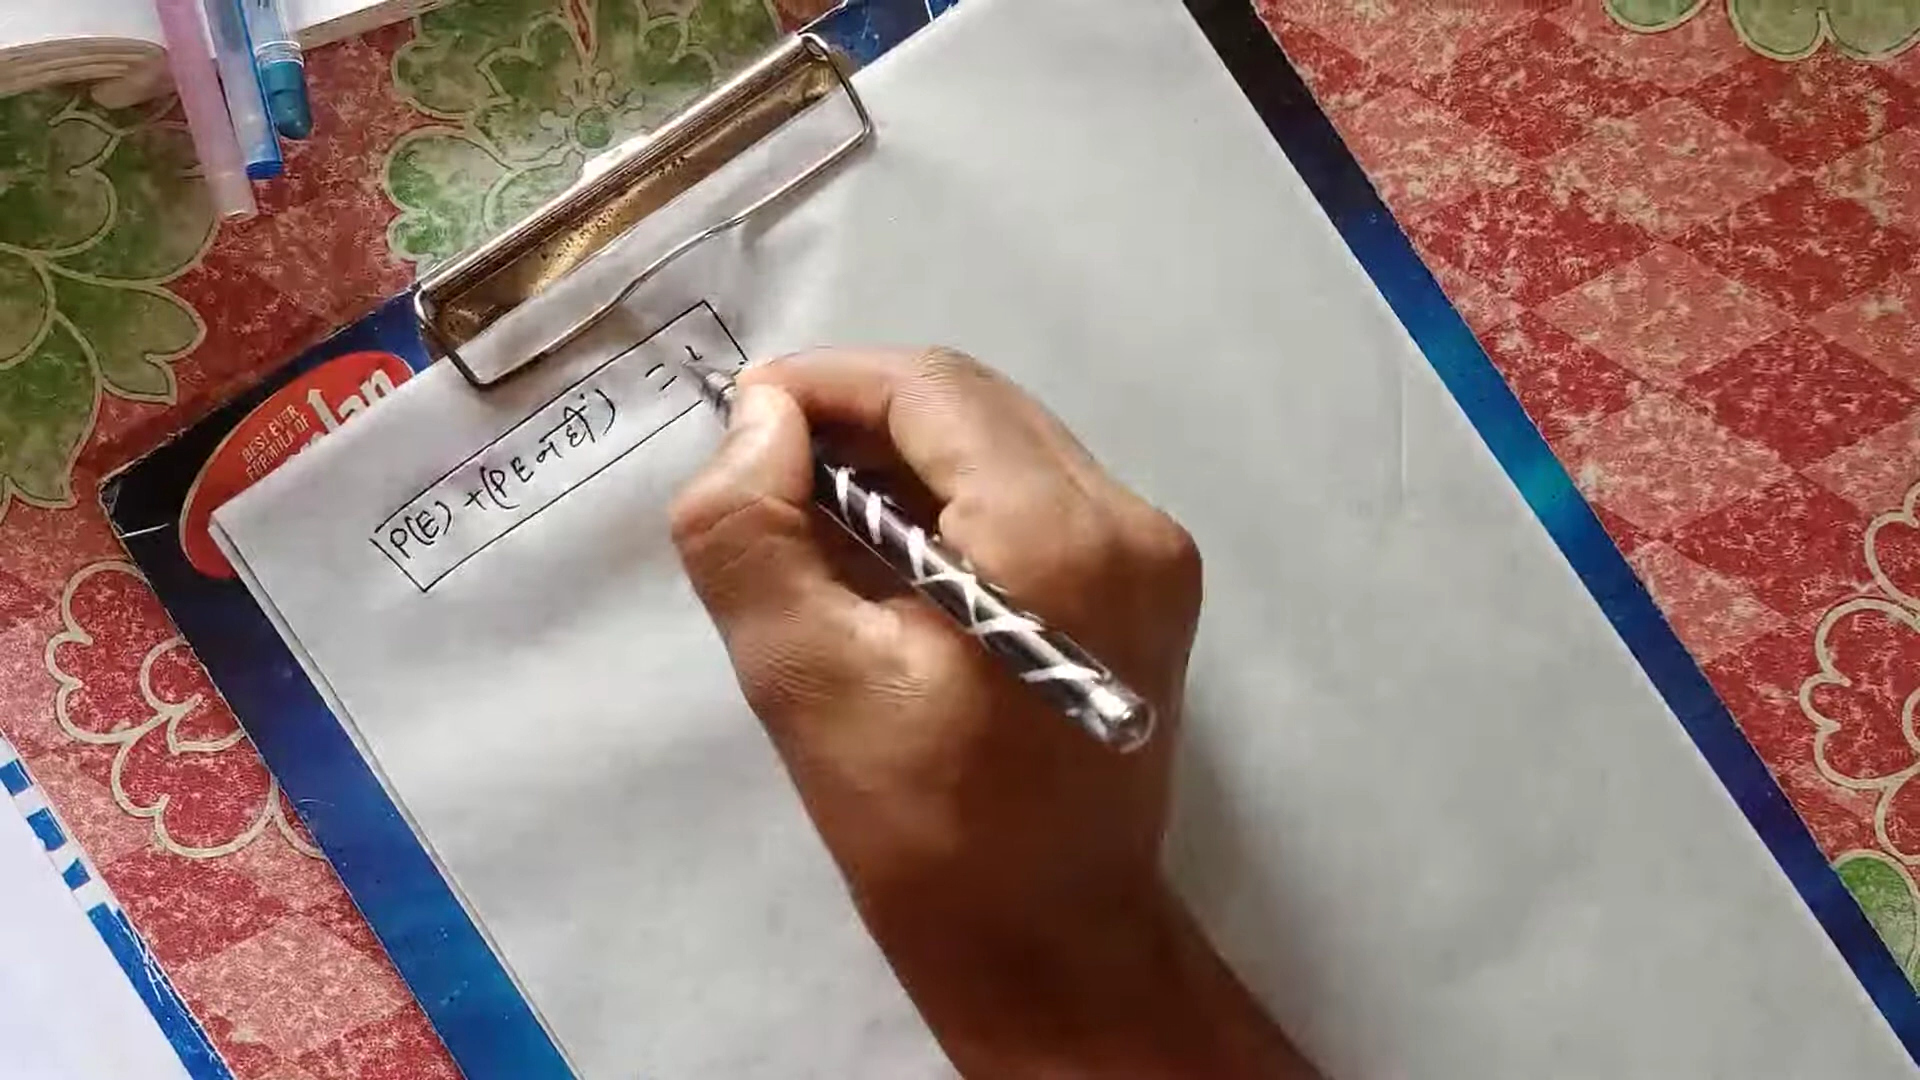 BEST EVER
FORMULA OF
P(E) + (P E नहीं) = 1